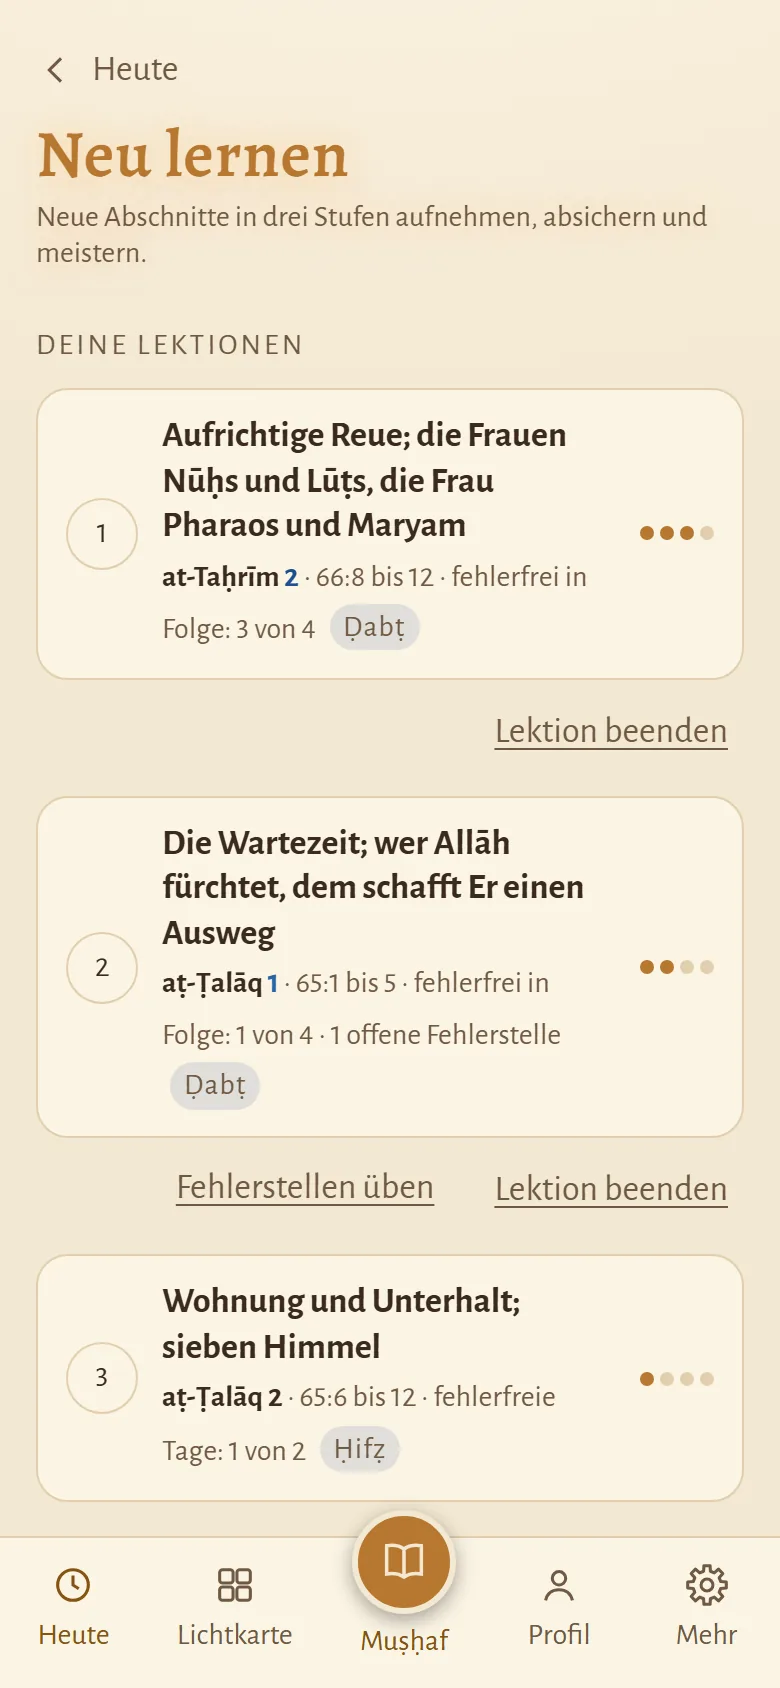 Heute
Neu lernen
Neue Abschnitte in drei Stufen aufnehmen, absichern und
meistern.
DEINE LEKTIONEN
Aufrichtige Reue; die Frauen
Nūḥs und Lūṭs, die Frau
Pharaos und Maryam
1
at-Taḥrīm 2 · 66:8 bis 12 · fehlerfrei in
Folge: 3 von 4 Ḍabṭ
Lektion beenden
Die Wartezeit; wer Allāh
fürchtet, dem schafft Er einen
Ausweg
2
aṭ-Ṭalāq 1 · 65:1 bis 5 · fehlerfrei in
Folge: 1 von 4 · 1 offene Fehlerstelle
Ḍabṭ
Fehlerstellen üben Lektion beenden
Wohnung und Unterhalt;
sieben Himmel
3
aṭ-Ṭalāq 2 · 65:6 bis 12 · fehlerfreie
Tage: 1 von 2 Ḥifẓ
Heute Lichtkarte Muṣḥaf Profil Mehr